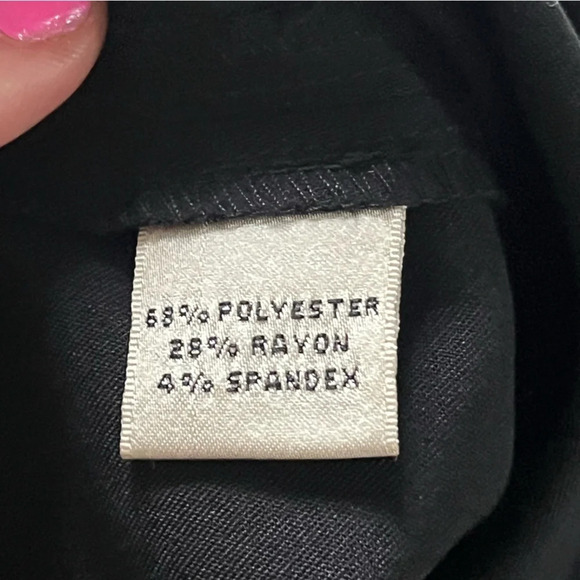 68% POLYESTER
28% RAYON
4% SPANDEX